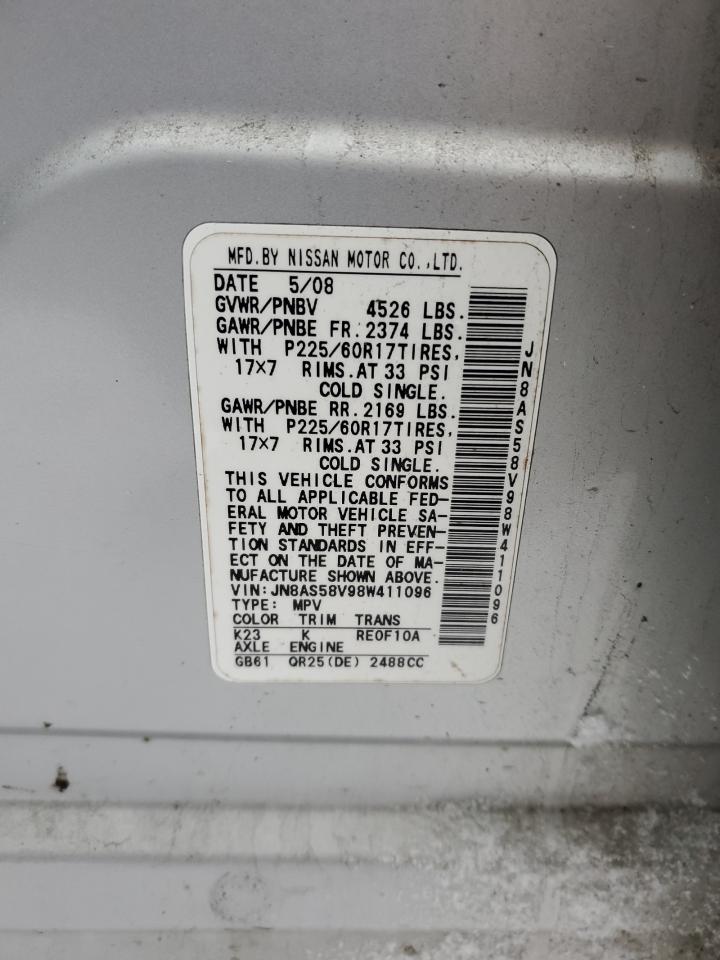 MFD.BY NISSAN MOTOR CO.,LTD.
DATE 5/08
GVWR/PNBV 4526 LBS.
GAWR/PNBE FR.2374 LBS.
WITH P225/60R17TIRES,
17×7 RIMS.AT 33 PSI
COLD SINGLE.
GAWR/PNBE RR.2169 LBS.
WITH P225/60R17TIRES,
17×7 RIMS.AT 33 PSI
COLD SINGLE.
THIS VEHICLE CONFORMS
TO ALL APPLICABLE FED-
ERAL MOTOR VEHICLE SA-
FETY AND THEFT PREVEN-
TION STANDARDS IN EFF-
ECT ON THE DATE OF MA-
NUFACTURE SHOWN ABOVE.
VIN:JN8AS58V98W411096
TYPE: MPV
COLOR TRIM TRANS
K23 K RE0F10A
AXLE ENGINE
GB61 QR25(DE) 2488CC
JN8AS58V98W411096